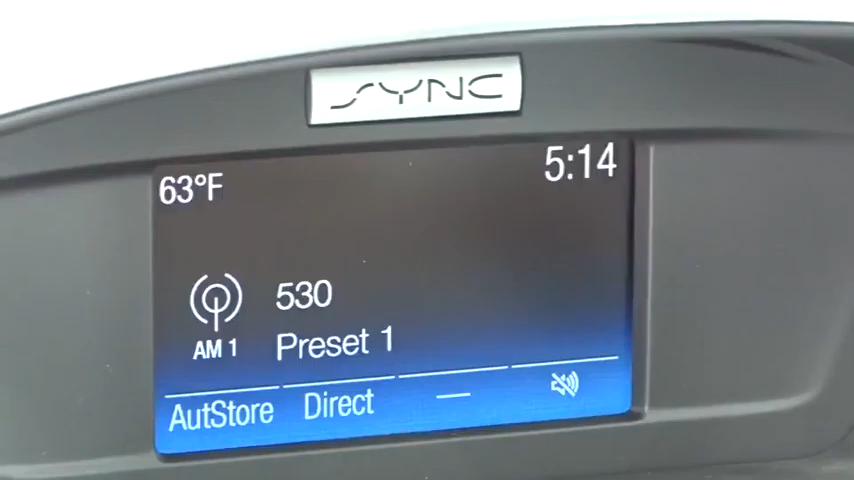 SYNC
63°F 5:14
530
AM 1 Preset 1
AutStore Direct —